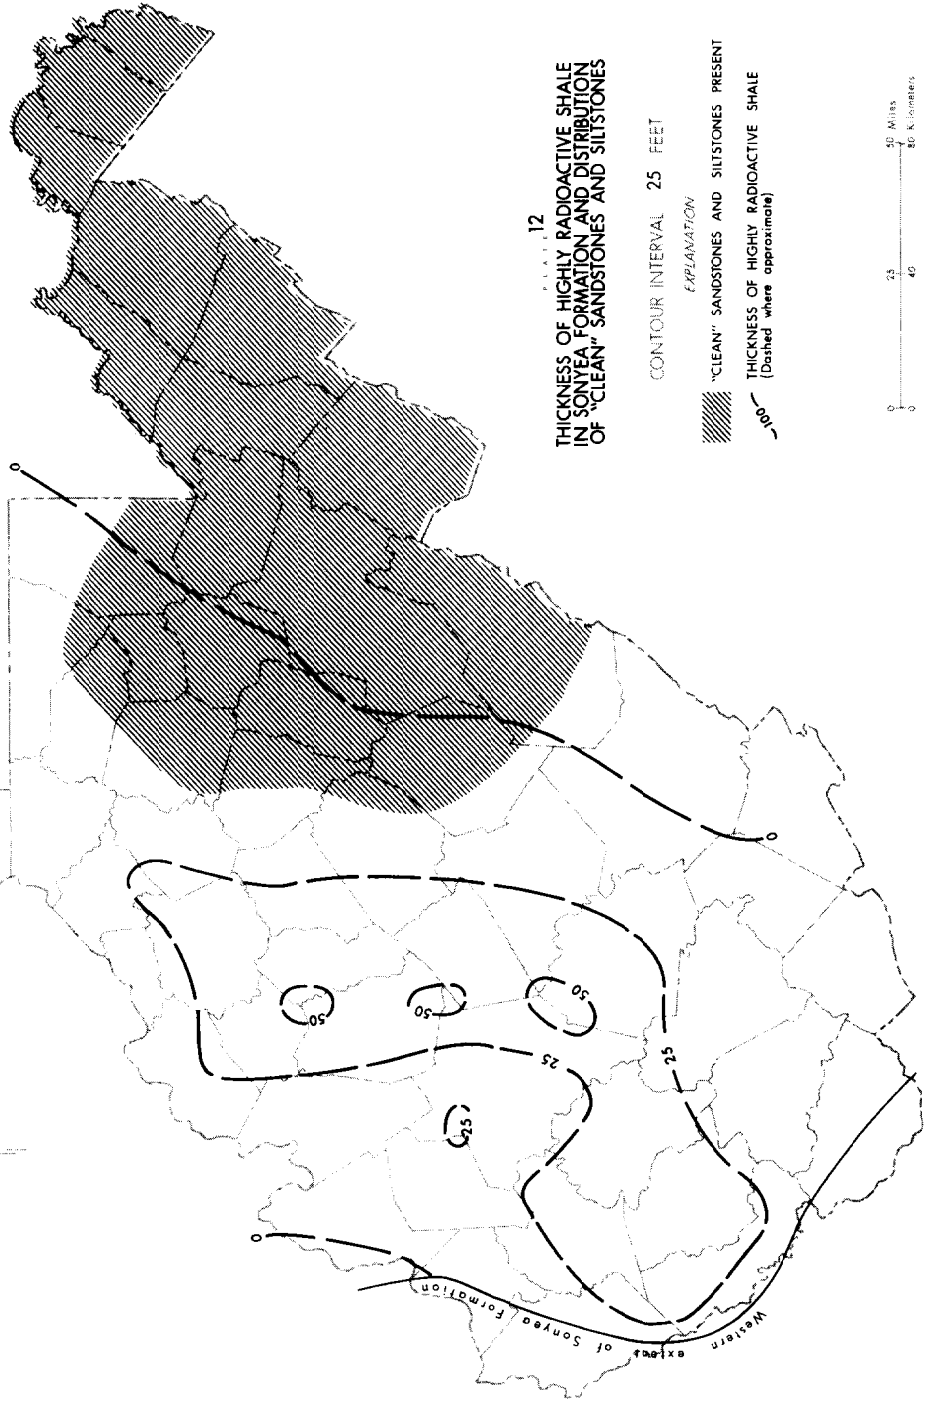 PLATE 12
THICKNESS OF HIGHLY RADIOACTIVE SHALE
IN SONYEA FORMATION AND DISTRIBUTION
OF "CLEAN" SANDSTONES AND SILTSTONES
CONTOUR INTERVAL 25 FEET
EXPLANATION
"CLEAN" SANDSTONES AND SILTSTONES PRESENT
100
THICKNESS OF HIGHLY RADIOACTIVE SHALE
(Dashed where approximate)
0 25 50 Miles
0 40 80 Kilometers
0
0
50
50
50
25
25
25
0
Western extent of Sonyea Formation